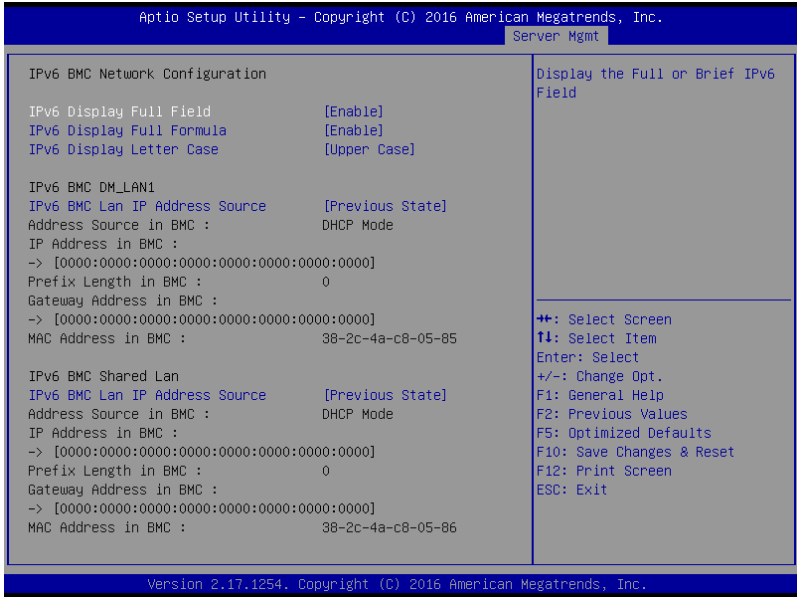 Aptio Setup Utility – Copyright (C) 2016 American Megatrends, Inc.
Server Mgmt
IPv6 BMC Network Configuration
IPv6 Display Full Field [Enable]
IPv6 Display Full Formula [Enable]
IPv6 Display Letter Case [Upper Case]
IPv6 BMC DM_LAN1
IPv6 BMC Lan IP Address Source [Previous State]
Address Source in BMC : DHCP Mode
IP Address in BMC :
-> [0000:0000:0000:0000:0000:0000:0000:0000]
Prefix Length in BMC : 0
Gateway Address in BMC :
-> [0000:0000:0000:0000:0000:0000:0000:0000]
MAC Address in BMC : 38-2c-4a-c8-05-85
IPv6 BMC Shared Lan
IPv6 BMC Lan IP Address Source [Previous State]
Address Source in BMC : DHCP Mode
IP Address in BMC :
-> [0000:0000:0000:0000:0000:0000:0000:0000]
Prefix Length in BMC : 0
Gateway Address in BMC :
-> [0000:0000:0000:0000:0000:0000:0000:0000]
MAC Address in BMC : 38-2c-4a-c8-05-86
Display the Full or Brief IPv6
Field
→←: Select Screen
↑↓: Select Item
Enter: Select
+/-: Change Opt.
F1: General Help
F2: Previous Values
F5: Optimized Defaults
F10: Save Changes & Reset
F12: Print Screen
ESC: Exit
Version 2.17.1254. Copyright (C) 2016 American Megatrends, Inc.